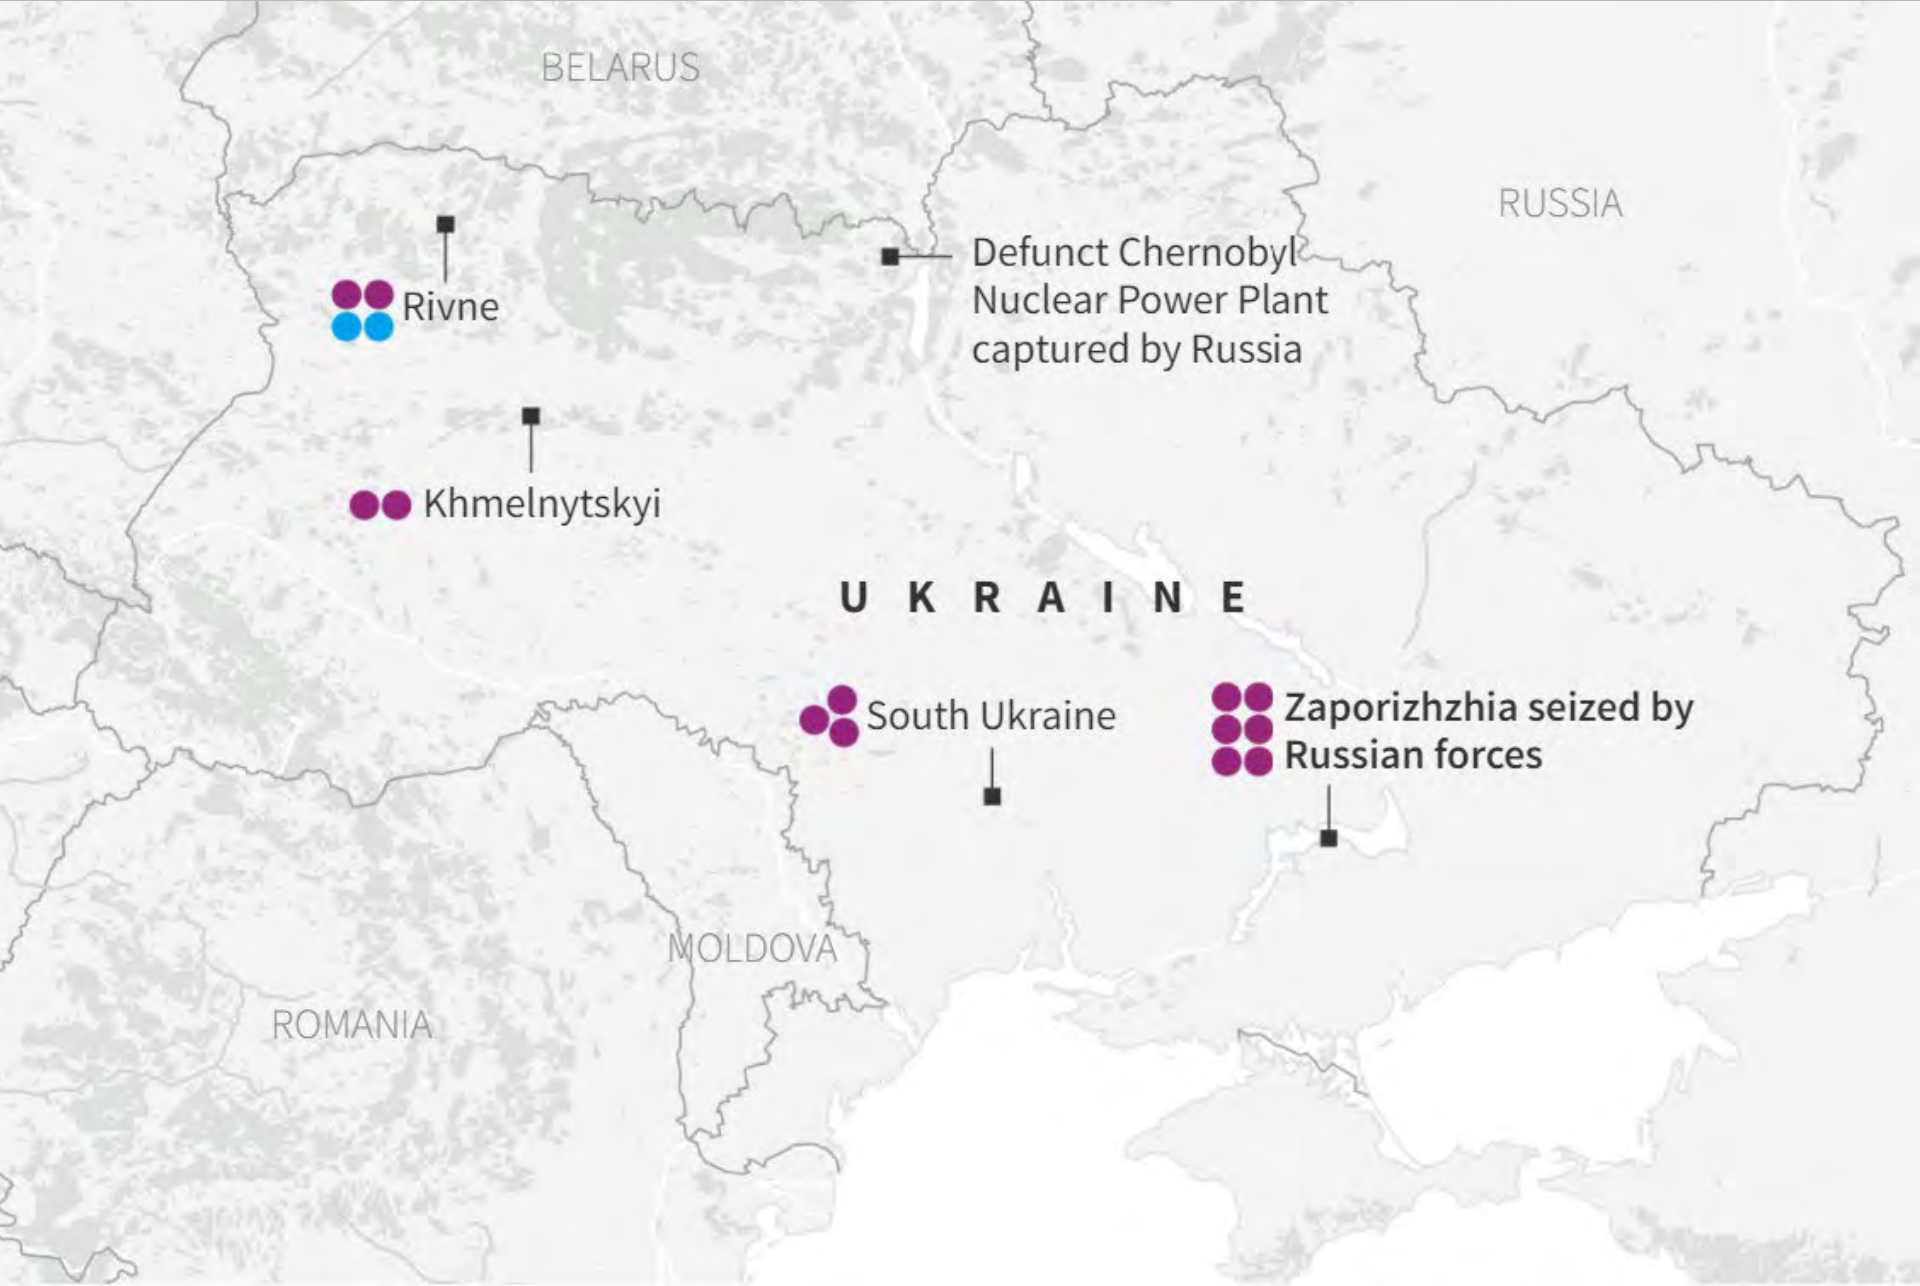 BELARUS
RUSSIA
Defunct Chernobyl
Nuclear Power Plant
captured by Russia
Rivne
Khmelnytskyi
UKRAINE
South Ukraine
Zaporizhzhia seized by
Russian forces
MOLDOVA
ROMANIA